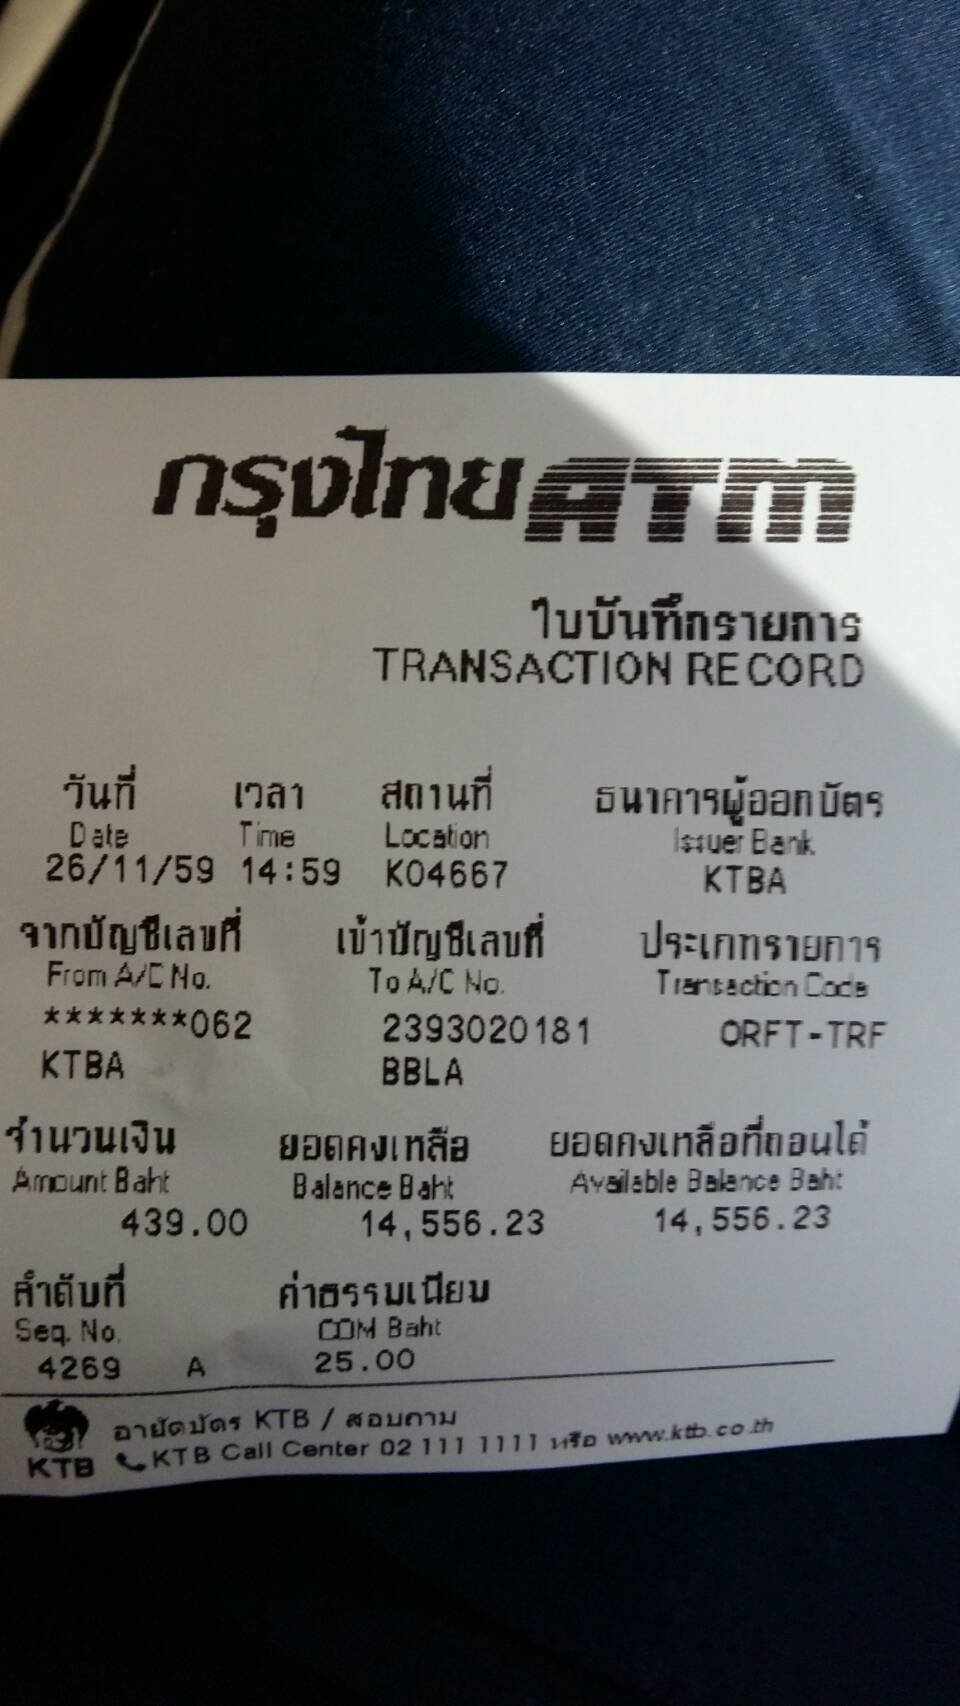 กรุงไทย ATM
ใบบันทึกรายการ
TRANSACTION RECORD
วันที่ เวลา สถานที่ ธนาคารผู้ออกบัตร
Date Time Location Issuer Bank
26/11/59 14:59 K04667 KTBA
จากบัญชีเลขที่ เข้าบัญชีเลขที่ ประเภทรายการ
From A/C No. To A/C No. Transaction Code
*******062 2393020181 ORFT-TRF
KTBA BBLA
จำนวนเงิน ยอดคงเหลือ ยอดคงเหลือที่ถอนได้
Amount Baht Balance Baht Available Balance Baht
439.00 14,556.23 14,556.23
ลำดับที่ ค่าธรรมเนียม
Seq. No. COM Baht
4269 A 25.00
อายัดบัตร KTB / สอบถาม
KTB KTB Call Center 02 111 1111 หรือ www.ktb.co.th